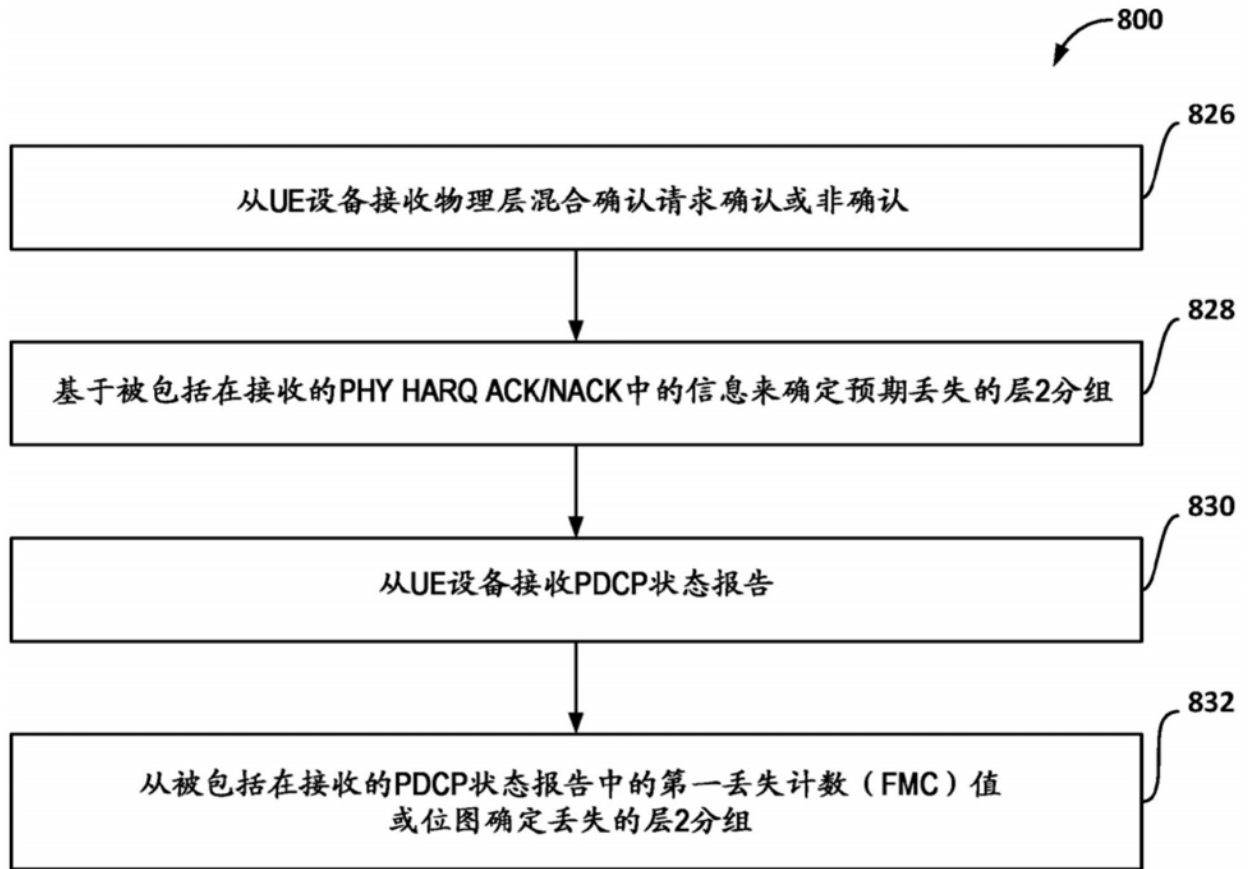 800
826
从UE设备接收物理层混合确认请求确认或非确认
828
基于被包括在接收的PHY HARQ ACK/NACK中的信息来确定预期丢失的层2分组
830
从UE设备接收PDCP状态报告
832
从被包括在接收的PDCP状态报告中的第一丢失计数（FMC）值
或位图确定丢失的层2分组